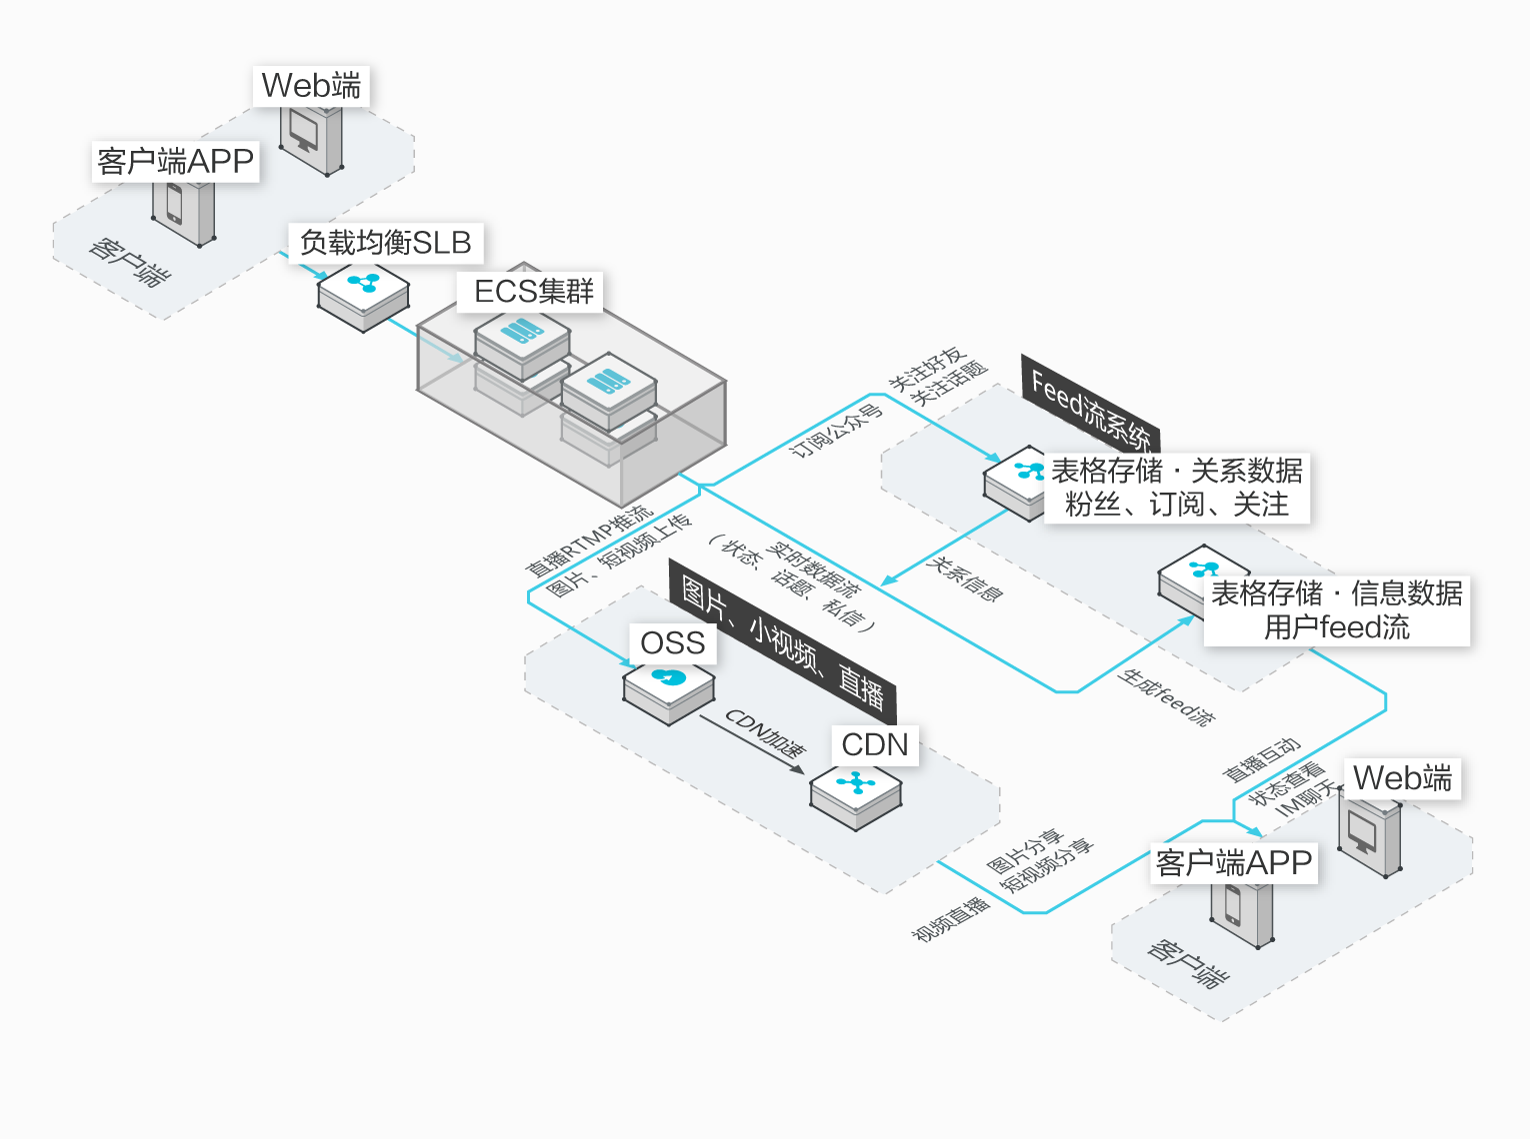 Web端
客户端APP
客户端
负载均衡SLB
ECS集群
关注好友
关注话题
订阅公众号
Feed流系统
表格存储·关系数据
粉丝、订阅、关注
直播RTMP推流
图片、短视频上传
实时数据流
(状态、话题、私信)
关系信息
表格存储·信息数据
用户feed流
图片、小视频、直播
OSS
CDN加速
CDN
生成feed流
直播互动
状态查看
IM聊天
Web端
图片分享
短视频分享
视频直播
客户端APP
客户端